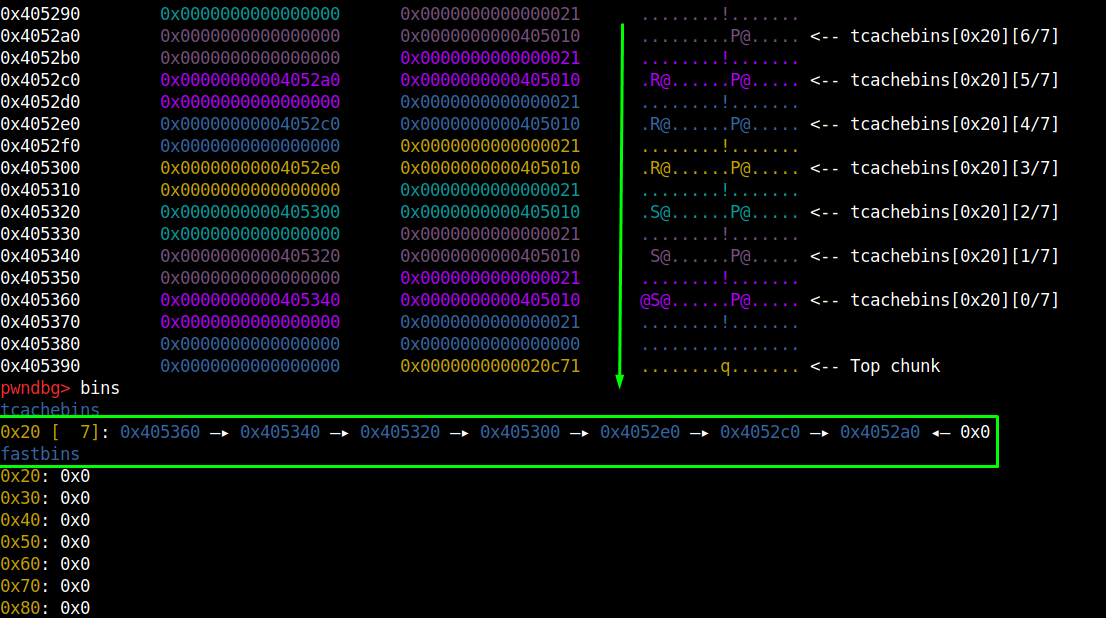 0x405290 0x0000000000000000 0x0000000000000021 ........!.......
0x4052a0 0x0000000000000000 0x0000000000405010 .........P@..... <-- tcachebins[0x20][6/7]
0x4052b0 0x0000000000000000 0x0000000000000021 ........!.......
0x4052c0 0x00000000004052a0 0x0000000000405010 .R@......P@..... <-- tcachebins[0x20][5/7]
0x4052d0 0x0000000000000000 0x0000000000000021 ........!.......
0x4052e0 0x00000000004052c0 0x0000000000405010 .R@......P@..... <-- tcachebins[0x20][4/7]
0x4052f0 0x0000000000000000 0x0000000000000021 ........!.......
0x405300 0x00000000004052e0 0x0000000000405010 .R@......P@..... <-- tcachebins[0x20][3/7]
0x405310 0x0000000000000000 0x0000000000000021 ........!.......
0x405320 0x0000000000405300 0x0000000000405010 .S@......P@..... <-- tcachebins[0x20][2/7]
0x405330 0x0000000000000000 0x0000000000000021 ........!.......
0x405340 0x0000000000405320 0x0000000000405010  S@......P@..... <-- tcachebins[0x20][1/7]
0x405350 0x0000000000000000 0x0000000000000021 ........!.......
0x405360 0x0000000000405340 0x0000000000405010 @S@......P@..... <-- tcachebins[0x20][0/7]
0x405370 0x0000000000000000 0x0000000000000021 ........!.......
0x405380 0x0000000000000000 0x0000000000000000 ................
0x405390 0x0000000000000000 0x0000000000020c71 ........q....... <-- Top chunk
pwndbg> bins
tcachebins
0x20 [  7]: 0x405360 —▸ 0x405340 —▸ 0x405320 —▸ 0x405300 —▸ 0x4052e0 —▸ 0x4052c0 —▸ 0x4052a0 ◂— 0x0
fastbins
0x20: 0x0
0x30: 0x0
0x40: 0x0
0x50: 0x0
0x60: 0x0
0x70: 0x0
0x80: 0x0